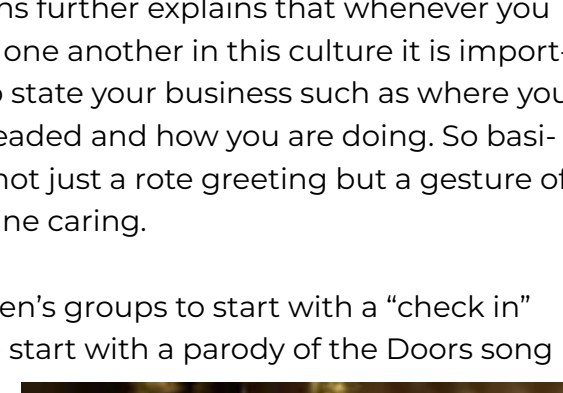 ns further explains that whenever you
one another in this culture it is import-
o state your business such as where you
eaded and how you are doing. So basi-
not just a rote greeting but a gesture of
ne caring.
en’s groups to start with a “check in”
start with a parody of the Doors song